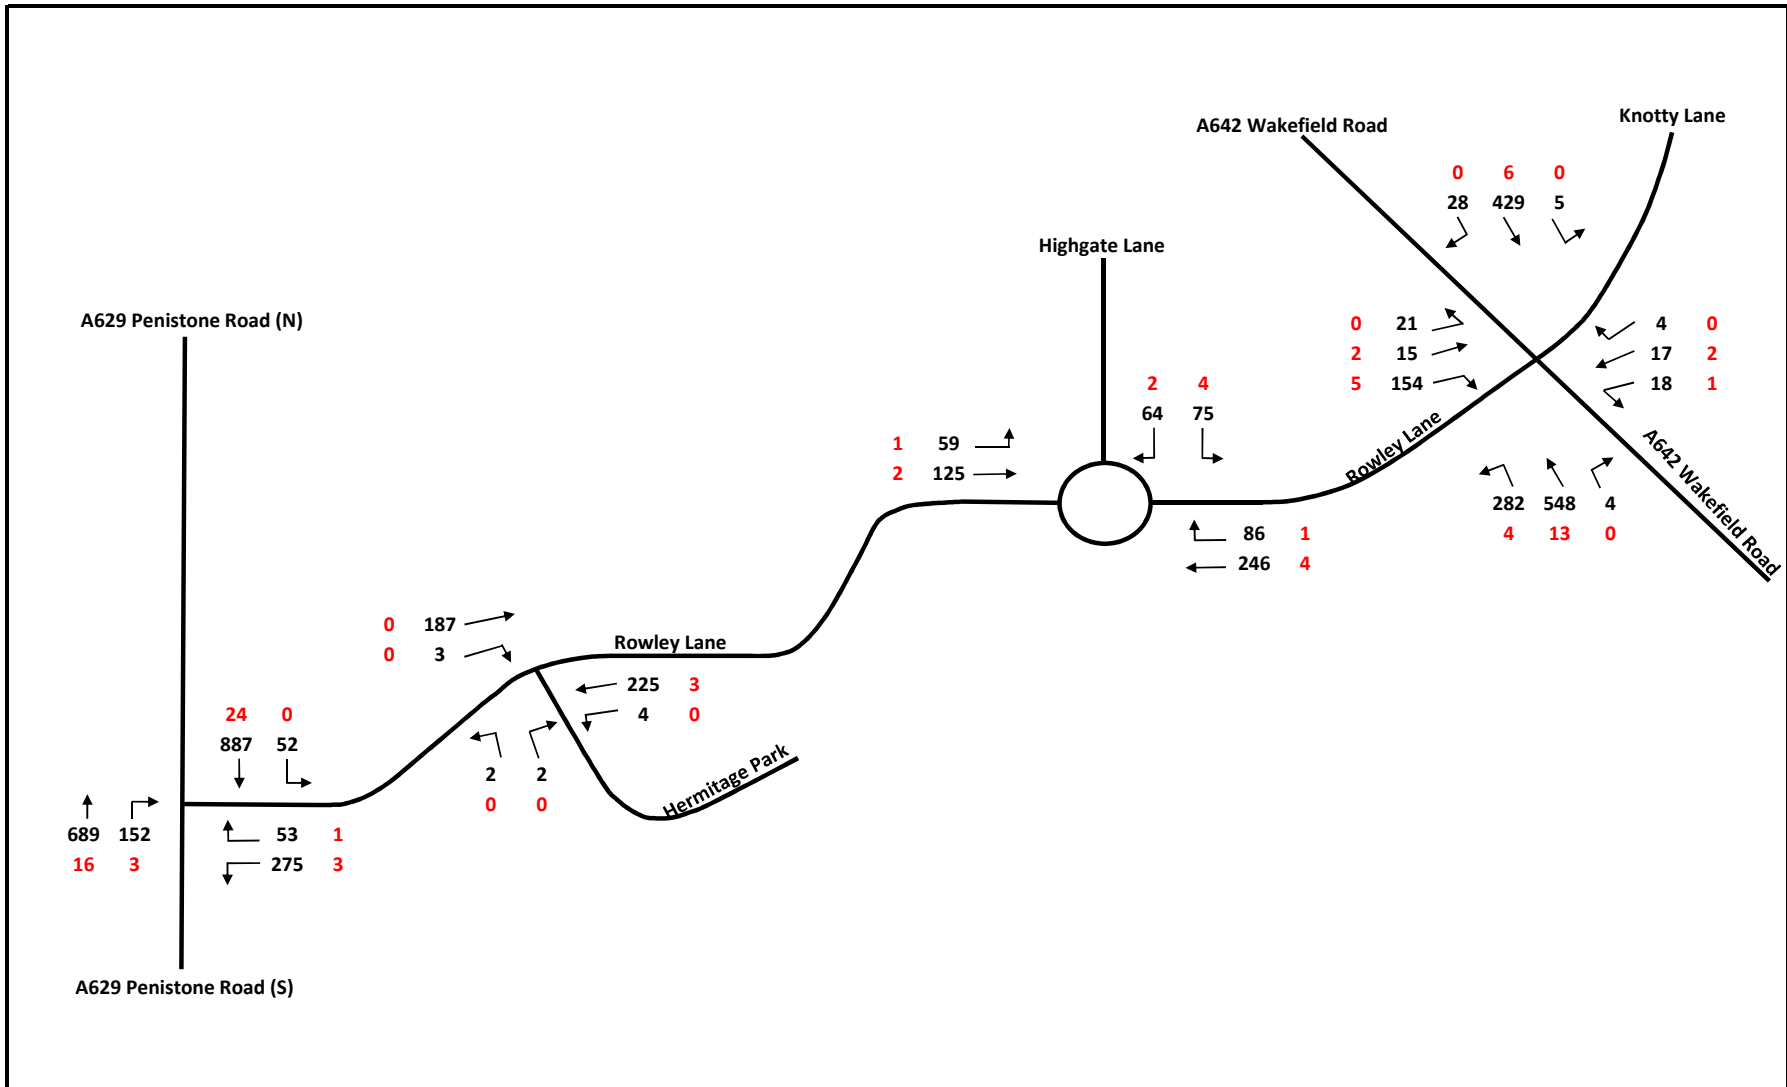 Knotty Lane
A642 Wakefield Road
0 6 0
28 429 5
Highgate Lane
A629 Penistone Road (N)
0 21
2 15
5 154
4 0
17 2
18 1
2 4
64 75
Rowley Lane
A642 Wakefield Road
1 59
2 125
282 548 4
4 13 0
86 1
246 4
0 187
0 3
Rowley Lane
225 3
4 0
24 0
887 52
2 2
0 0
Hermitage Park
689 152
16 3
53 1
275 3
A629 Penistone Road (S)